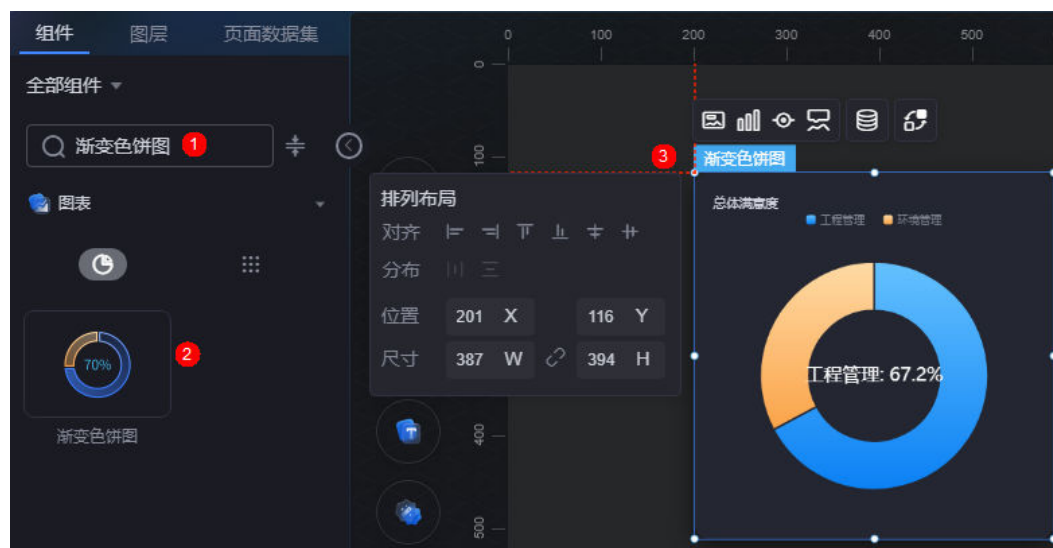 组件 图层 页面数据集
全部组件
渐变色饼图 1
图表
70%
2
渐变色饼图
0 100 200 300 400 500
0
100
400
500
排列布局
对齐
分布
位置 201 X 116 Y
尺寸 387 W 394 H
T
3
渐变色饼图
总体满意度
工程管理 环境管理
工程管理: 67.2%